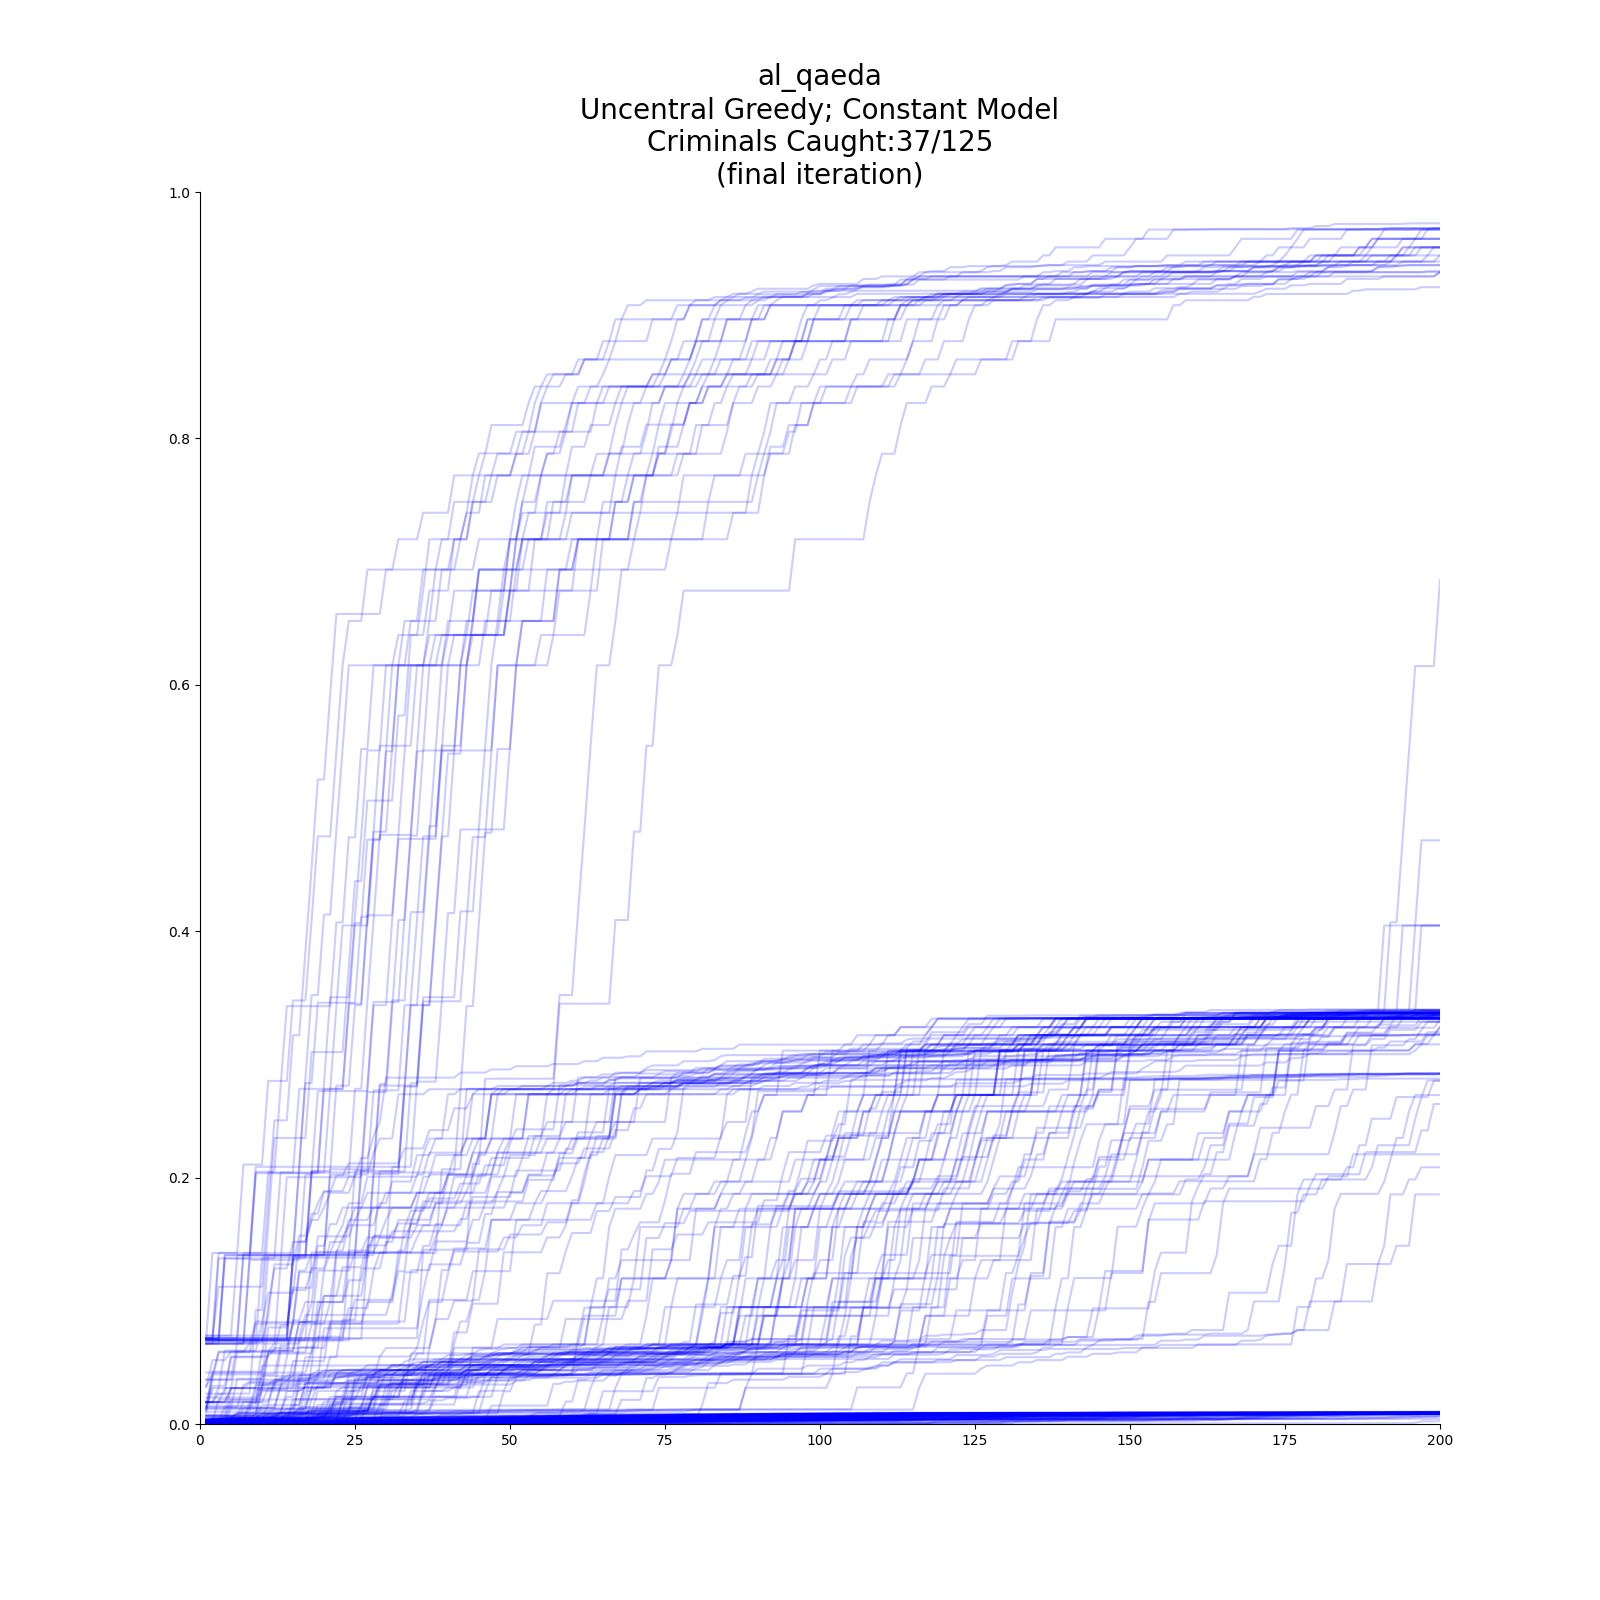 al_qaeda
Uncentral Greedy; Constant Model
Criminals Caught:37/125
(final iteration)
1.0
0.8
0.6
0.4
0.2
0.0
0 25 50 75 100 125 150 175 200